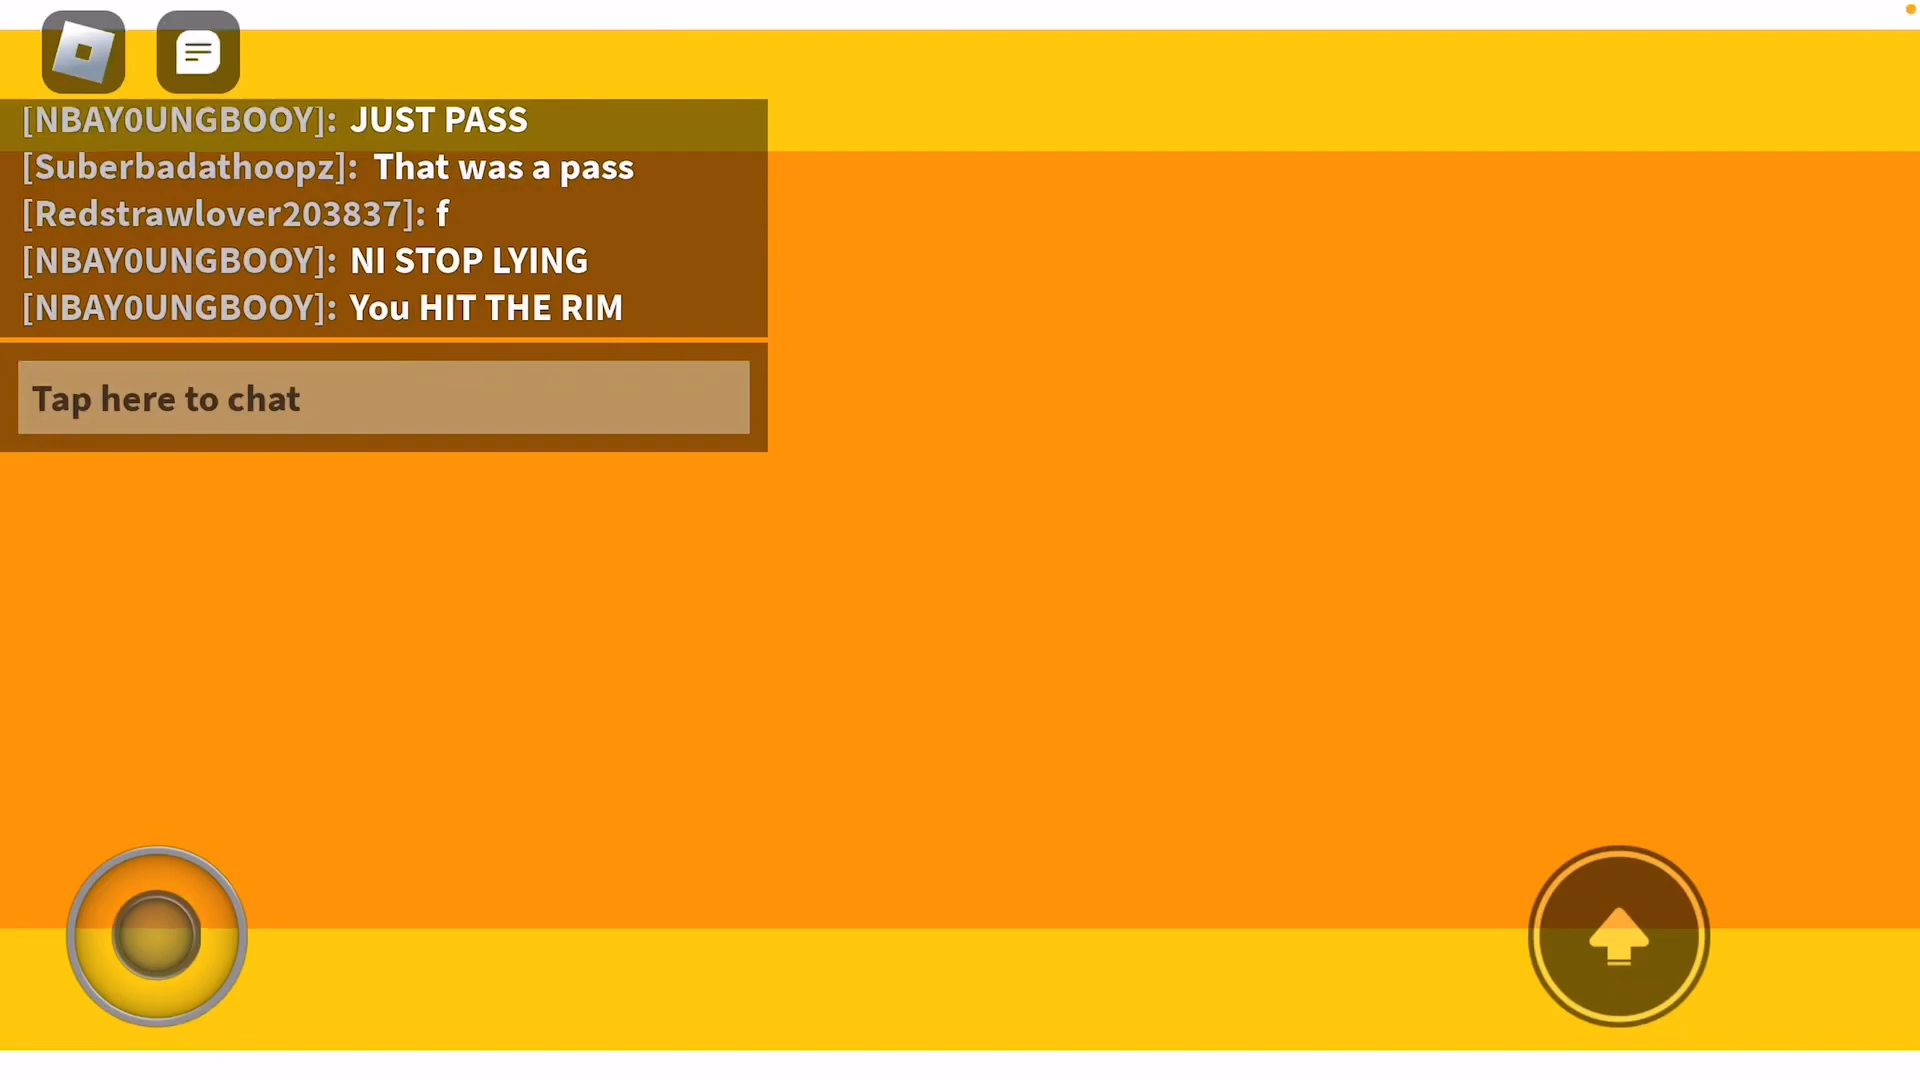 [NBAY0UNGBOOY]: JUST PASS
[Suberbadathoopz]: That was a pass
[Redstrawlover203837]: f
[NBAY0UNGBOOY]: NI STOP LYING
[NBAY0UNGBOOY]: You HIT THE RIM
Tap here to chat